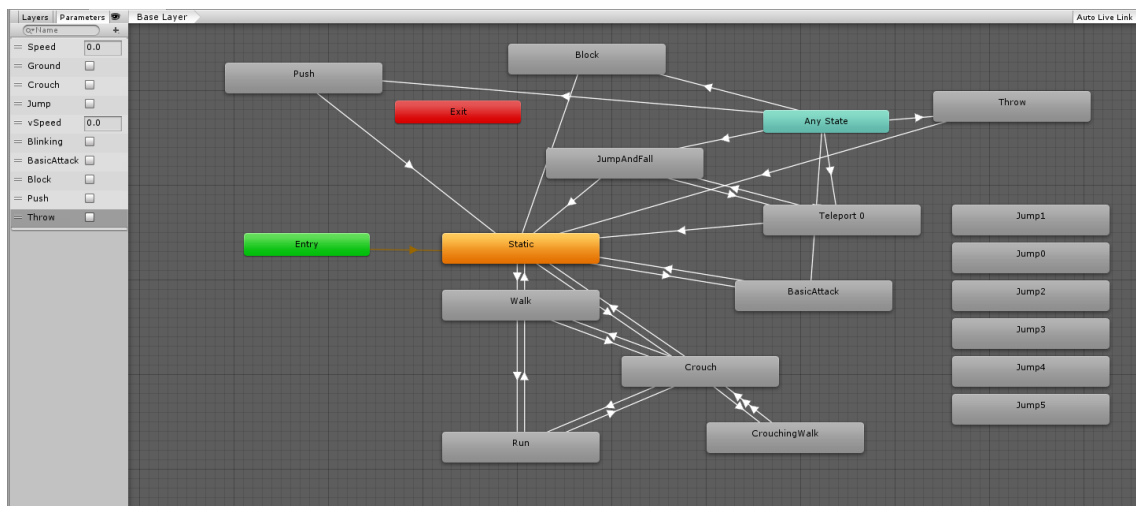 Layers Parameters Base Layer Auto Live Link
Name +
Speed 0.0
Ground
Crouch
Jump
vSpeed 0.0
Blinking
BasicAttack
Block
Push
Throw
Block
Push
Exit
Any State
Throw
JumpAndFall
Teleport 0
Jump1
Entry
Static
Jump0
BasicAttack
Jump2
Walk
Jump3
Crouch
Jump4
CrouchingWalk
Jump5
Run